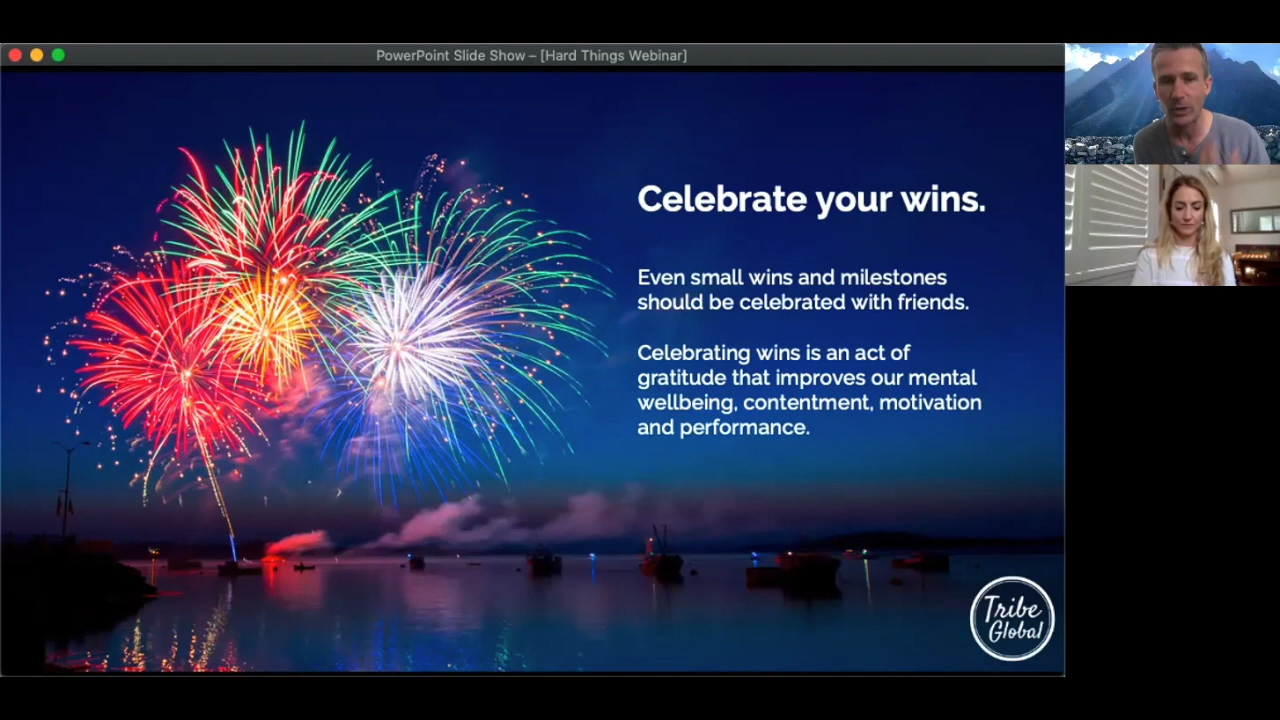 PowerPoint Slide Show – [Hard Things Webinar]
Celebrate your wins.
Even small wins and milestones
should be celebrated with friends.
Celebrating wins is an act of
gratitude that improves our mental
wellbeing, contentment, motivation
and performance.
Tribe
Global